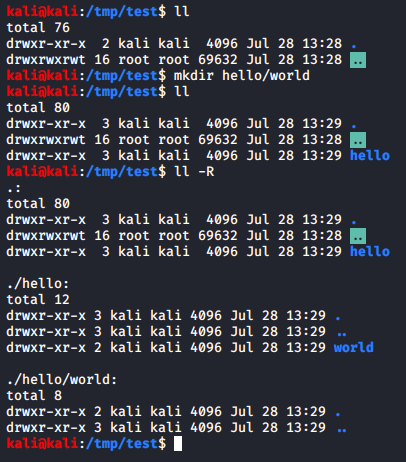 kali@kali:/tmp/test$ ll
total 76
drwxr-xr-x  2 kali kali  4096 Jul 28 13:28 .
drwxrwxrwt 16 root root 69632 Jul 28 13:28 ..
kali@kali:/tmp/test$ mkdir hello/world
kali@kali:/tmp/test$ ll
total 80
drwxr-xr-x  3 kali kali  4096 Jul 28 13:29 .
drwxrwxrwt 16 root root 69632 Jul 28 13:28 ..
drwxr-xr-x  3 kali kali  4096 Jul 28 13:29 hello
kali@kali:/tmp/test$ ll -R
.:
total 80
drwxr-xr-x  3 kali kali  4096 Jul 28 13:29 .
drwxrwxrwt 16 root root 69632 Jul 28 13:28 ..
drwxr-xr-x  3 kali kali  4096 Jul 28 13:29 hello

./hello:
total 12
drwxr-xr-x 3 kali kali 4096 Jul 28 13:29 .
drwxr-xr-x 3 kali kali 4096 Jul 28 13:29 ..
drwxr-xr-x 2 kali kali 4096 Jul 28 13:29 world

./hello/world:
total 8
drwxr-xr-x 2 kali kali 4096 Jul 28 13:29 .
drwxr-xr-x 3 kali kali 4096 Jul 28 13:29 ..
kali@kali:/tmp/test$